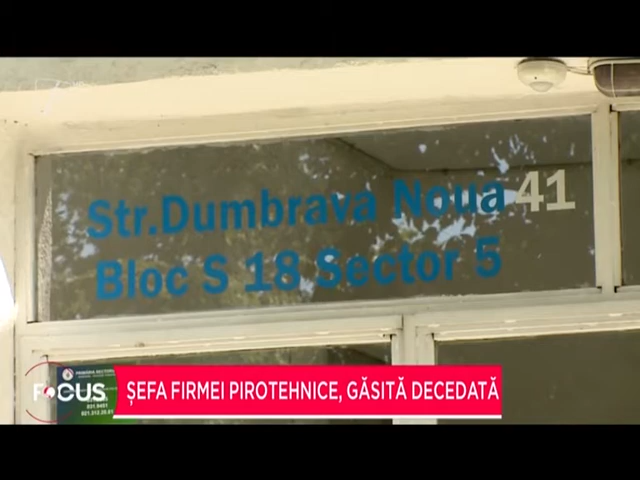 Str.Dumbrava Noua 41
Bloc S 18 Sector 5
FOCUS
ȘEFA FIRMEI PIROTEHNICE, GĂSITĂ DECEDATĂ